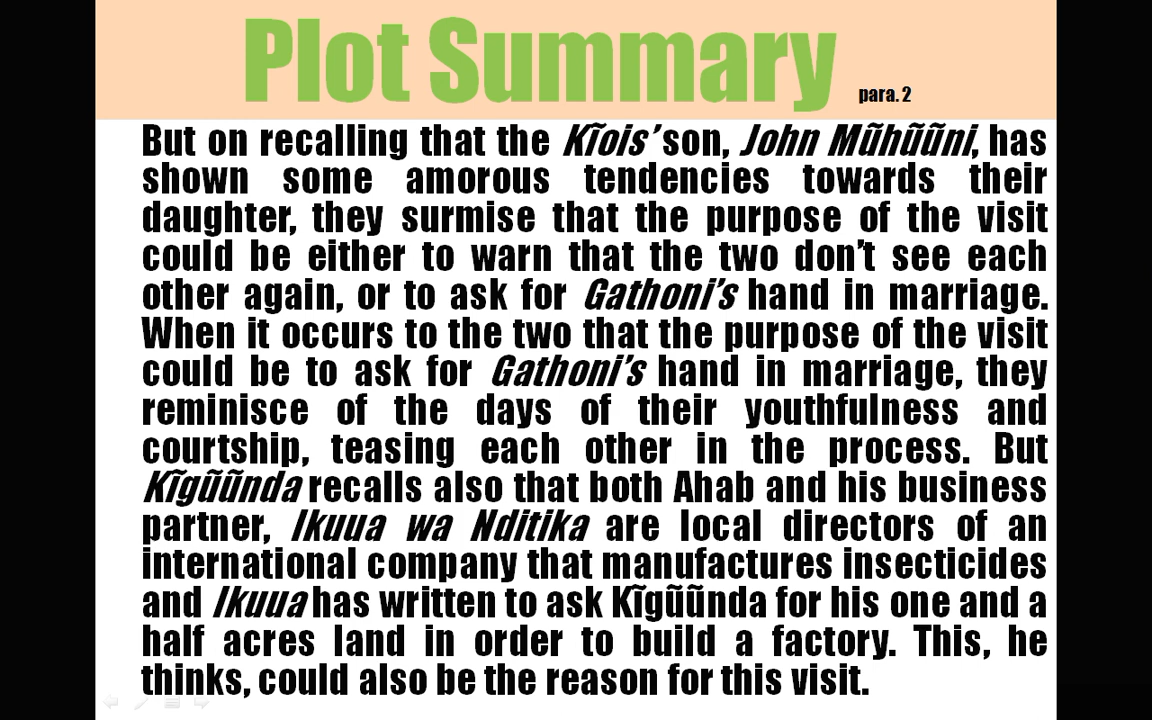 Plot Summary para. 2
But on recalling that the Kĩois' son, John Mũhũũni, has
shown some amorous tendencies towards their
daughter, they surmise that the purpose of the visit
could be either to warn that the two don't see each
other again, or to ask for Gathoni's hand in marriage.
When it occurs to the two that the purpose of the visit
could be to ask for Gathoni's hand in marriage, they
reminisce of the days of their youthfulness and
courtship, teasing each other in the process. But
Kĩgũũnda recalls also that both Ahab and his business
partner, Ikuua wa Nditika are local directors of an
international company that manufactures insecticides
and Ikuua has written to ask Kĩgũũnda for his one and a
half acres land in order to build a factory. This, he
thinks, could also be the reason for this visit.